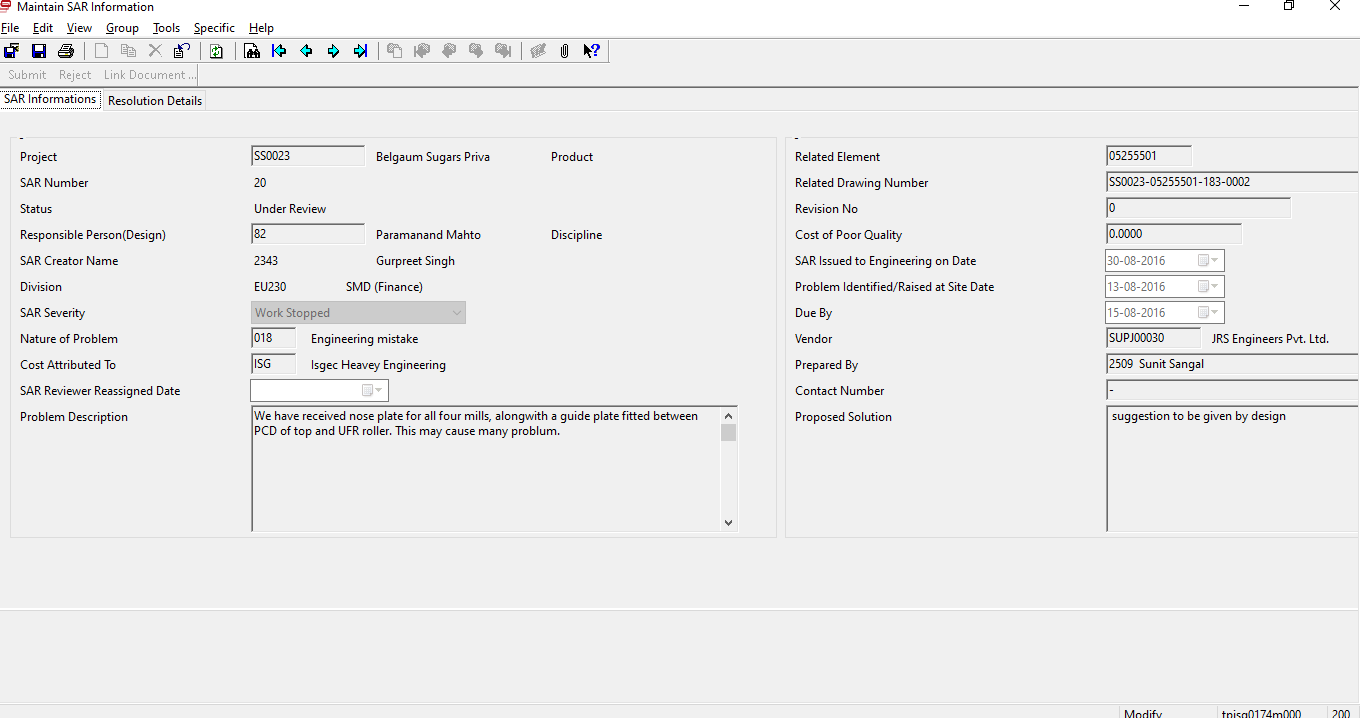 Maintain SAR Information
File Edit View Group Tools Specific Help
Submit Reject Link Document ...
SAR Informations Resolution Details
Project SS0023 Belgaum Sugars Priva Product
SAR Number 20
Status Under Review
Responsible Person(Design) 82 Paramanand Mahto Discipline
SAR Creator Name 2343 Gurpreet Singh
Division EU230 SMD (Finance)
SAR Severity Work Stopped
Nature of Problem 018 Engineering mistake
Cost Attributed To ISG Isgec Heavey Engineering
SAR Reviewer Reassigned Date
Problem Description We have received nose plate for all four mills, alongwith a guide plate fitted between
PCD of top and UFR roller. This may cause many problum.
Related Element 05255501
Related Drawing Number SS0023-05255501-183-0002
Revision No 0
Cost of Poor Quality 0.0000
SAR Issued to Engineering on Date 30-08-2016
Problem Identified/Raised at Site Date 13-08-2016
Due By 15-08-2016
Vendor SUPJ00030 JRS Engineers Pvt. Ltd.
Prepared By 2509 Sunit Sangal
Contact Number -
Proposed Solution suggestion to be given by design
Modify tpisg0174m000 200